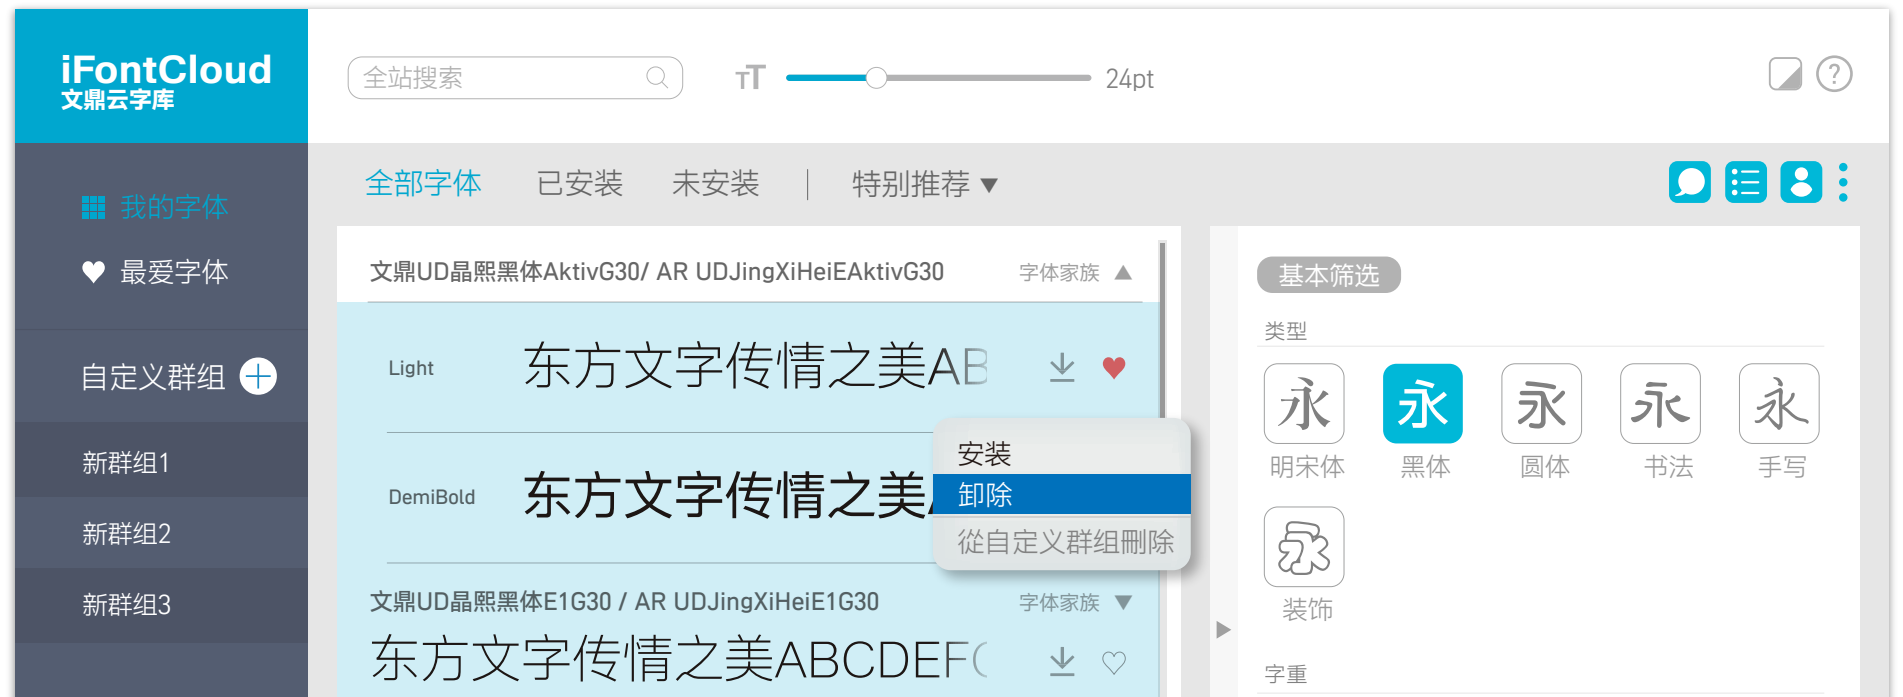 iFontCloud
文鼎云字库
全站搜索
TT
24pt
?
我的字体
最爱字体
自定义群组
新群组1
新群组2
新群组3
全部字体 已安装 未安装 | 特别推荐 ▼
文鼎UD晶熙黑体AktivG30/ AR UDJingXiHeiEAktivG30 字体家族 ▲
Light 东方文字传情之美AB
DemiBold 东方文字传情之美
安装
卸除
從自定义群组刪除
文鼎UD晶熙黑体E1G30 / AR UDJingXiHeiE1G30 字体家族 ▼
东方文字传情之美ABCDEF
基本筛选
类型
永 永 永 永 永
明宋体 黑体 圆体 书法 手写
永
装饰
字重